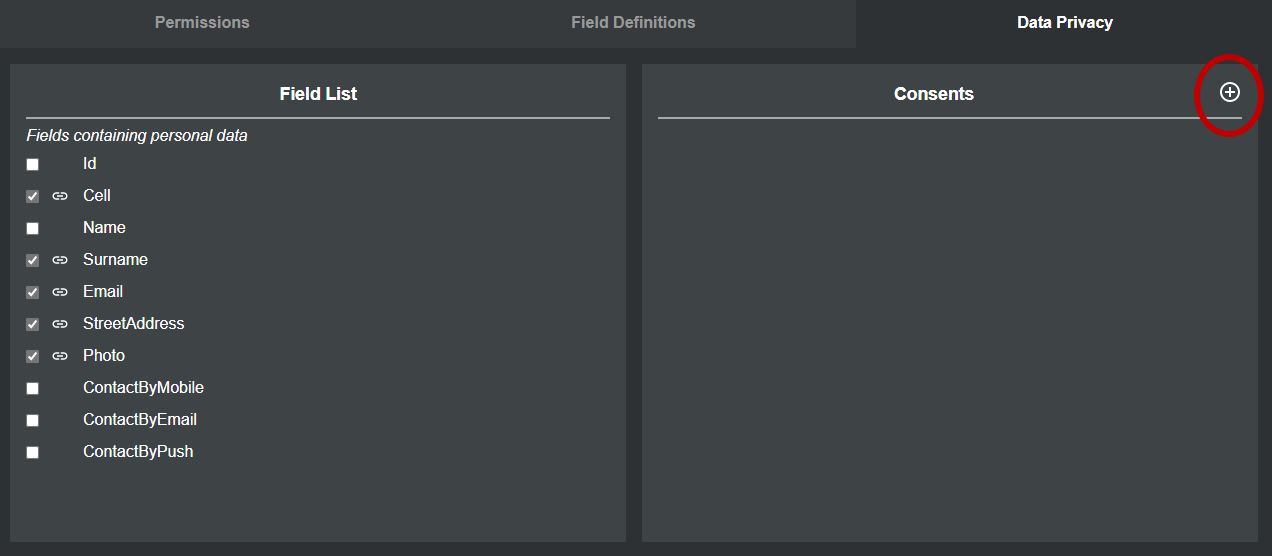 Permissions
Field Definitions
Data Privacy
Field List
Fields containing personal data
Id
Cell
Name
Surname
Email
StreetAddress
Photo
ContactByMobile
ContactByEmail
ContactByPush
Consents